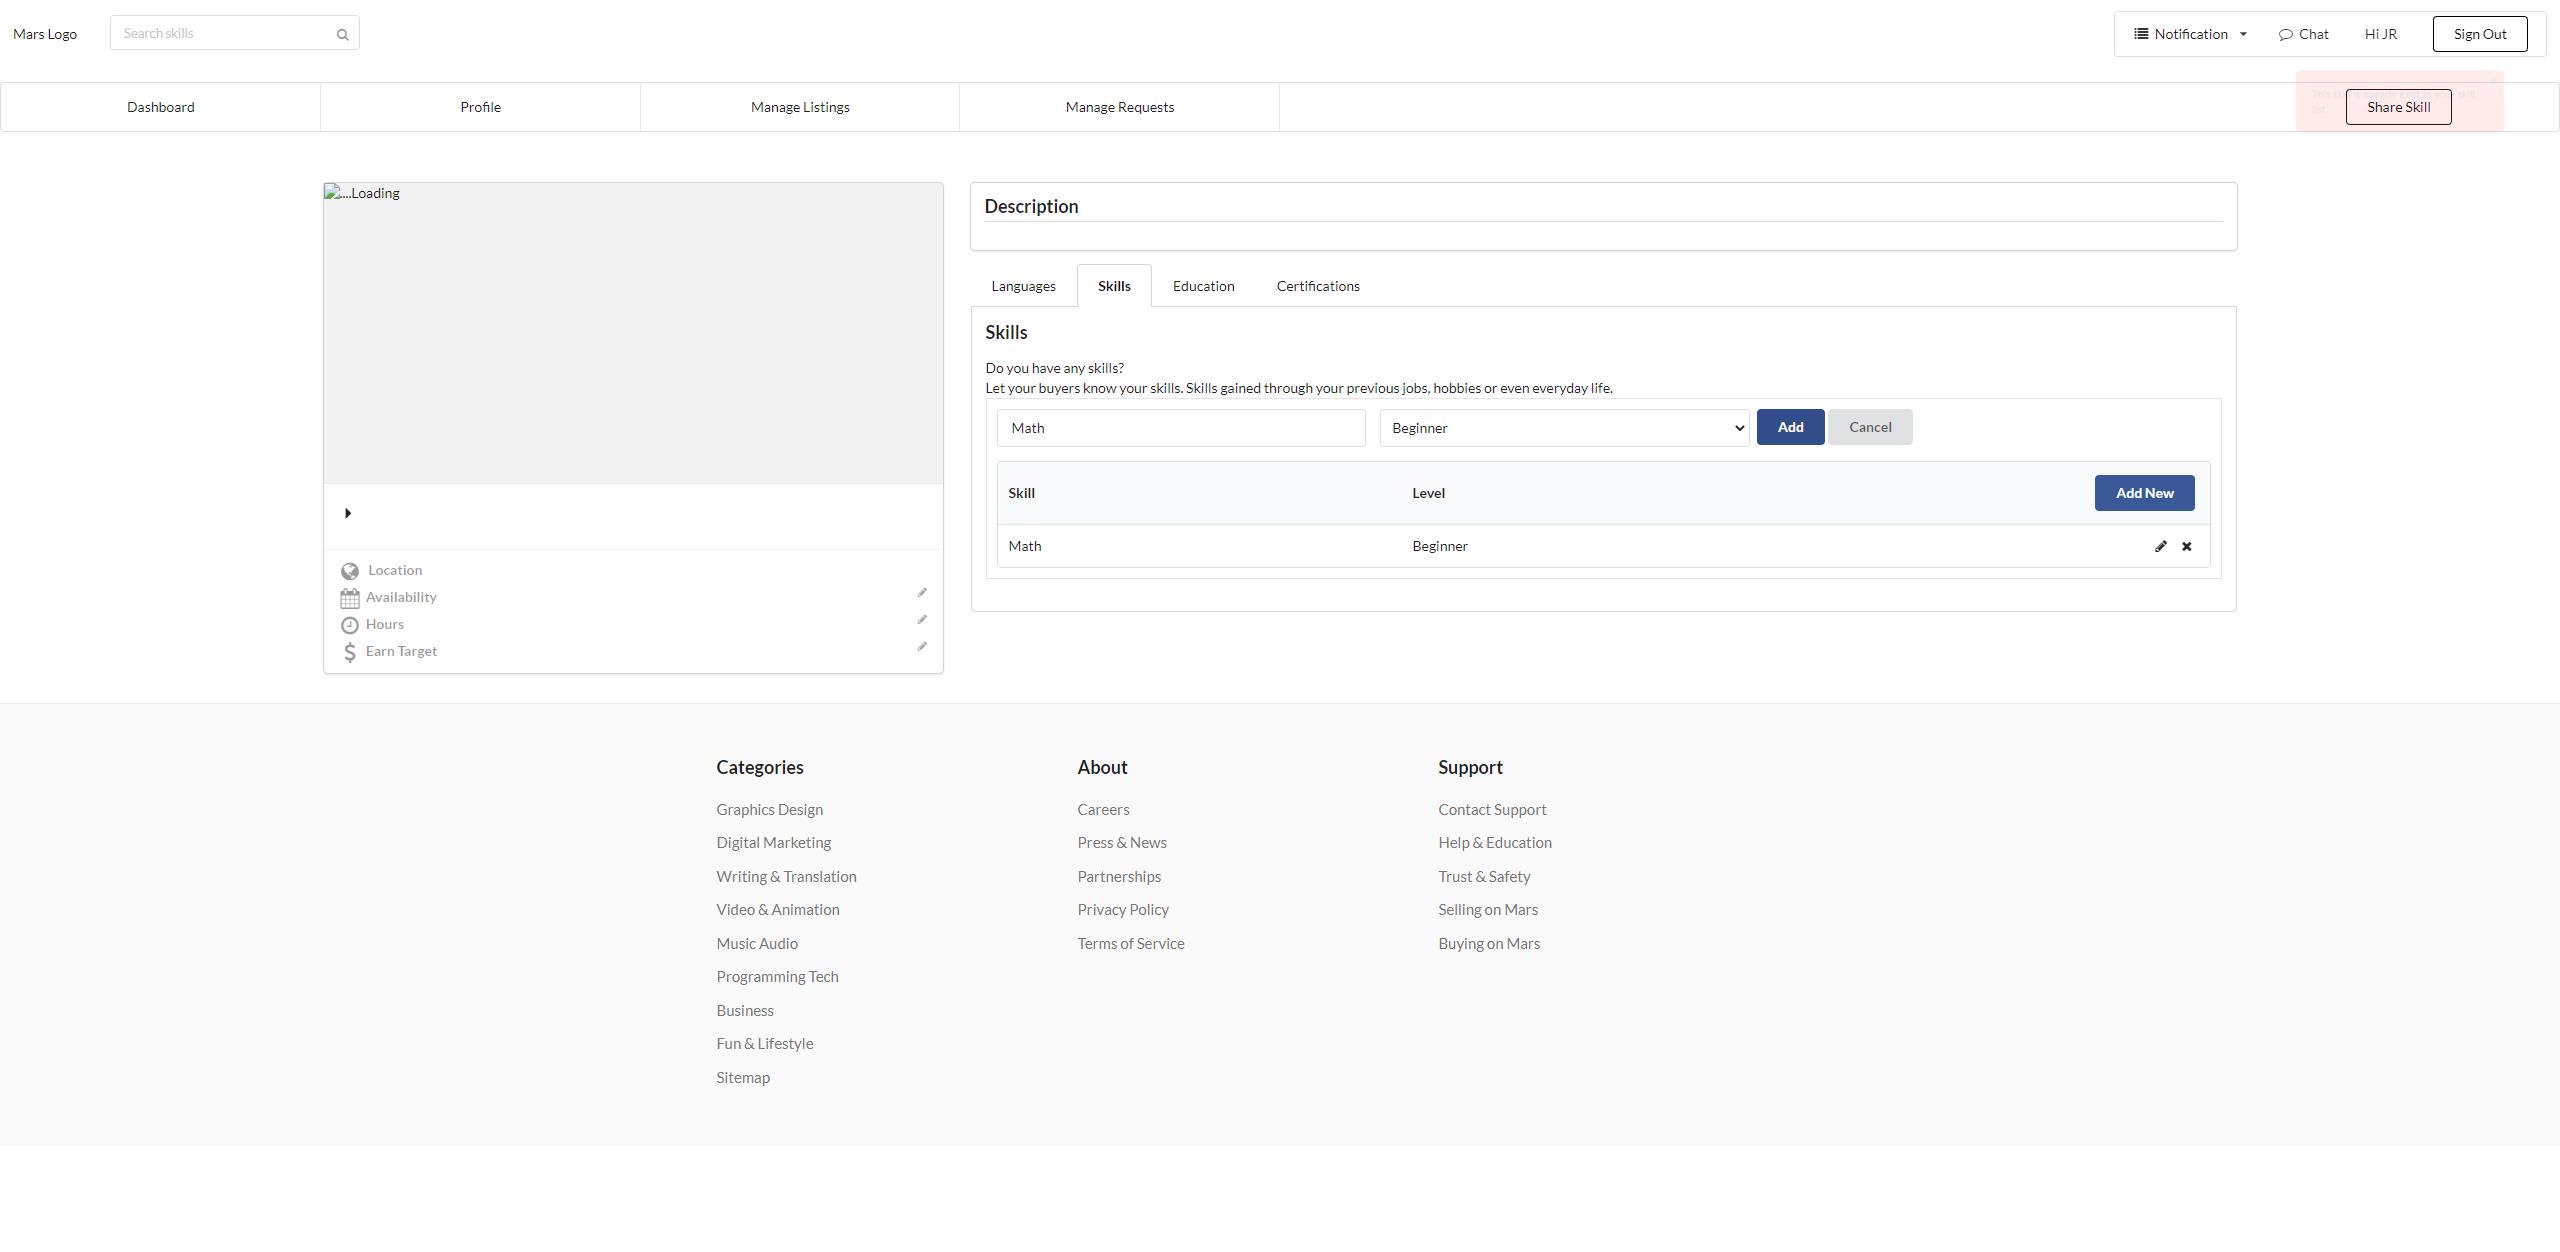 Mars Logo
Search skills
Notification
Chat
Hi JR
Sign Out
Dashboard
Profile
Manage Listings
Manage Requests
Share Skill
...Loading
Description
Languages
Skills
Education
Certifications
Skills
Do you have any skills?
Let your buyers know your skills. Skills gained through your previous jobs, hobbies or even everyday life.
Math
Beginner
Add
Cancel
Skill
Level
Add New
Math
Beginner
Location
Availability
Hours
Earn Target
Categories
Graphics Design
Digital Marketing
Writing & Translation
Video & Animation
Music Audio
Programming Tech
Business
Fun & Lifestyle
Sitemap
About
Careers
Press & News
Partnerships
Privacy Policy
Terms of Service
Support
Contact Support
Help & Education
Trust & Safety
Selling on Mars
Buying on Mars